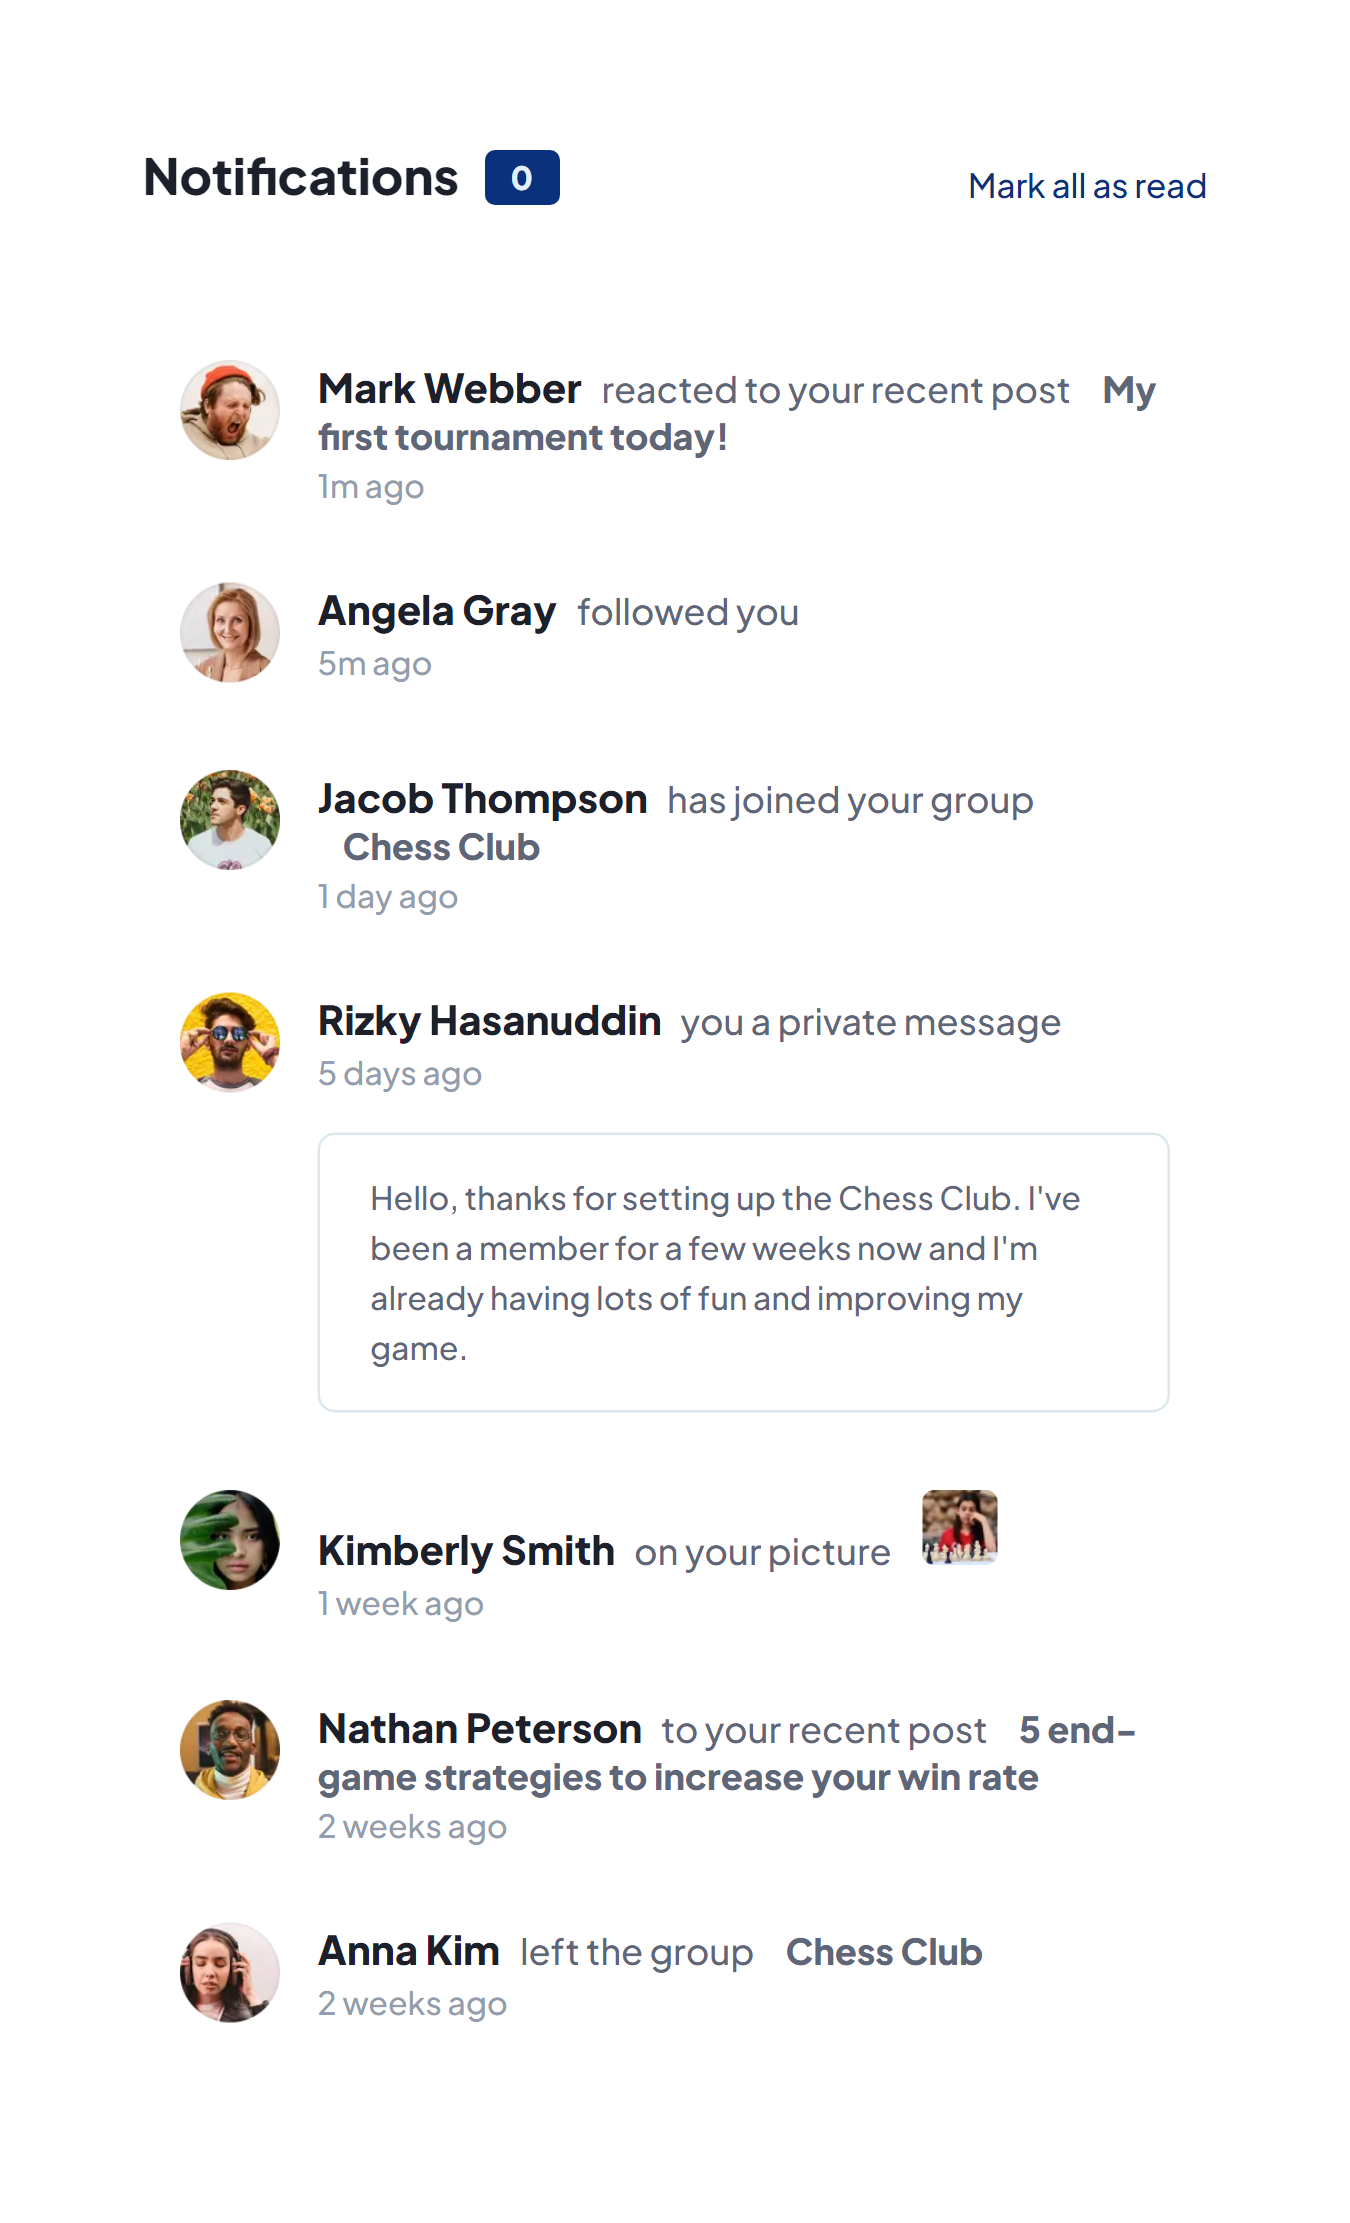 Notifications 0 Mark all as read
Mark Webber reacted to your recent post My
first tournament today!
1m ago
Angela Gray followed you
5m ago
Jacob Thompson has joined your group
Chess Club
1 day ago
Rizky Hasanuddin you a private message
5 days ago
Hello, thanks for setting up the Chess Club. I've
been a member for a few weeks now and I'm
already having lots of fun and improving my
game.
Kimberly Smith on your picture
1 week ago
Nathan Peterson to your recent post 5 end-
game strategies to increase your win rate
2 weeks ago
Anna Kim left the group Chess Club
2 weeks ago